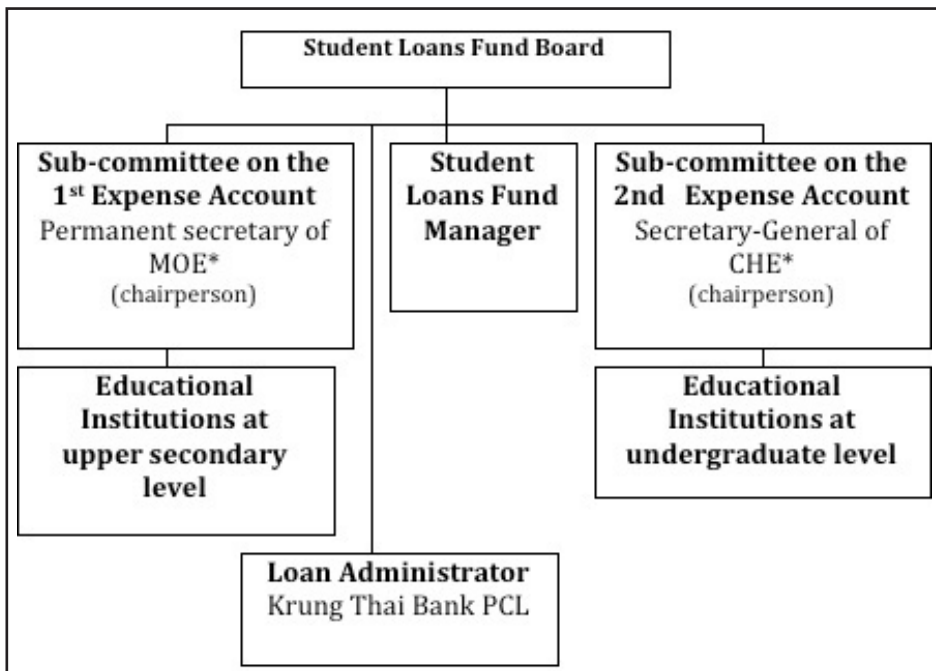 Student Loans Fund Board
Sub-committee on the
1st Expense Account
Permanent secretary of
MOE*
(chairperson)
Student
Loans Fund
Manager
Sub-committee on the
2nd Expense Account
Secretary-General of
CHE*
(chairperson)
Educational
Institutions at
upper secondary
level
Educational
Institutions at
undergraduate level
Loan Administrator
Krung Thai Bank PCL